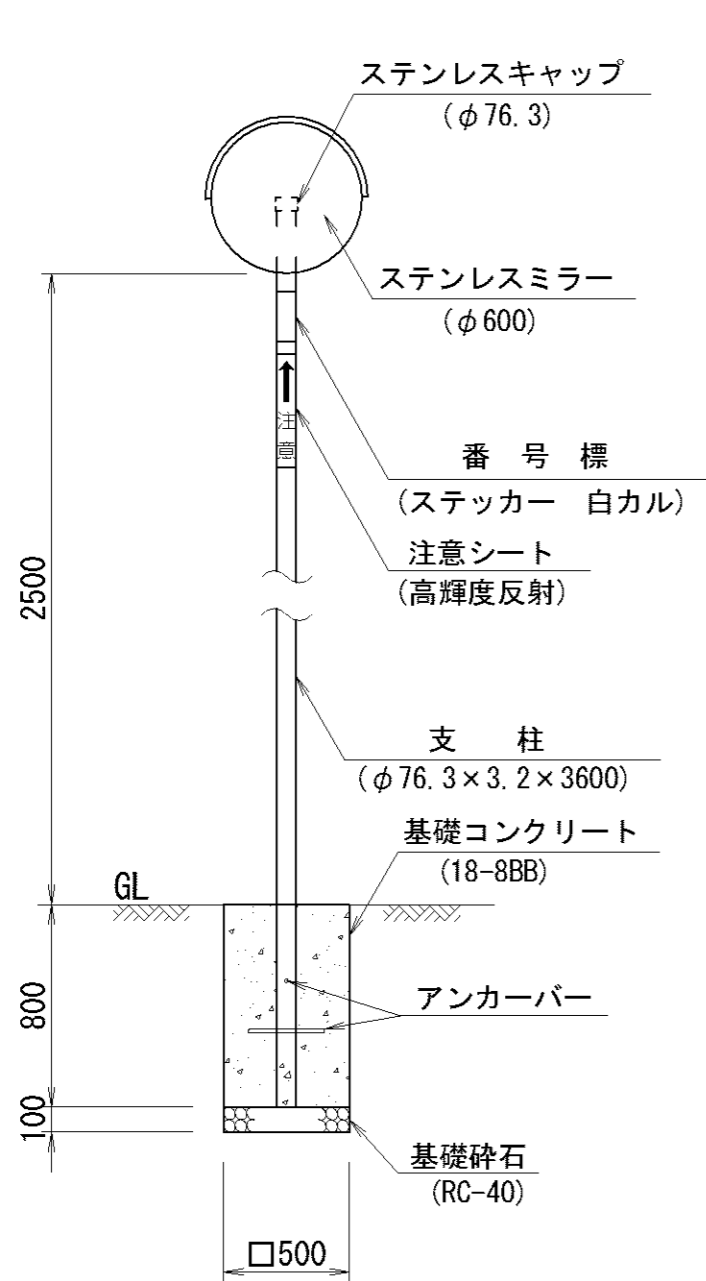 ステンレスキャップ
(φ76.3)
ステンレスミラー
(φ600)
注
意
番 号 標
(ステッカー 白カル)
注意シート
(高輝度反射)
2500
支 柱
(φ76.3×3.2×3600)
基礎コンクリート
(18-8BB)
GL
アンカーバー
800
100
基礎砕石
(RC-40)
□500